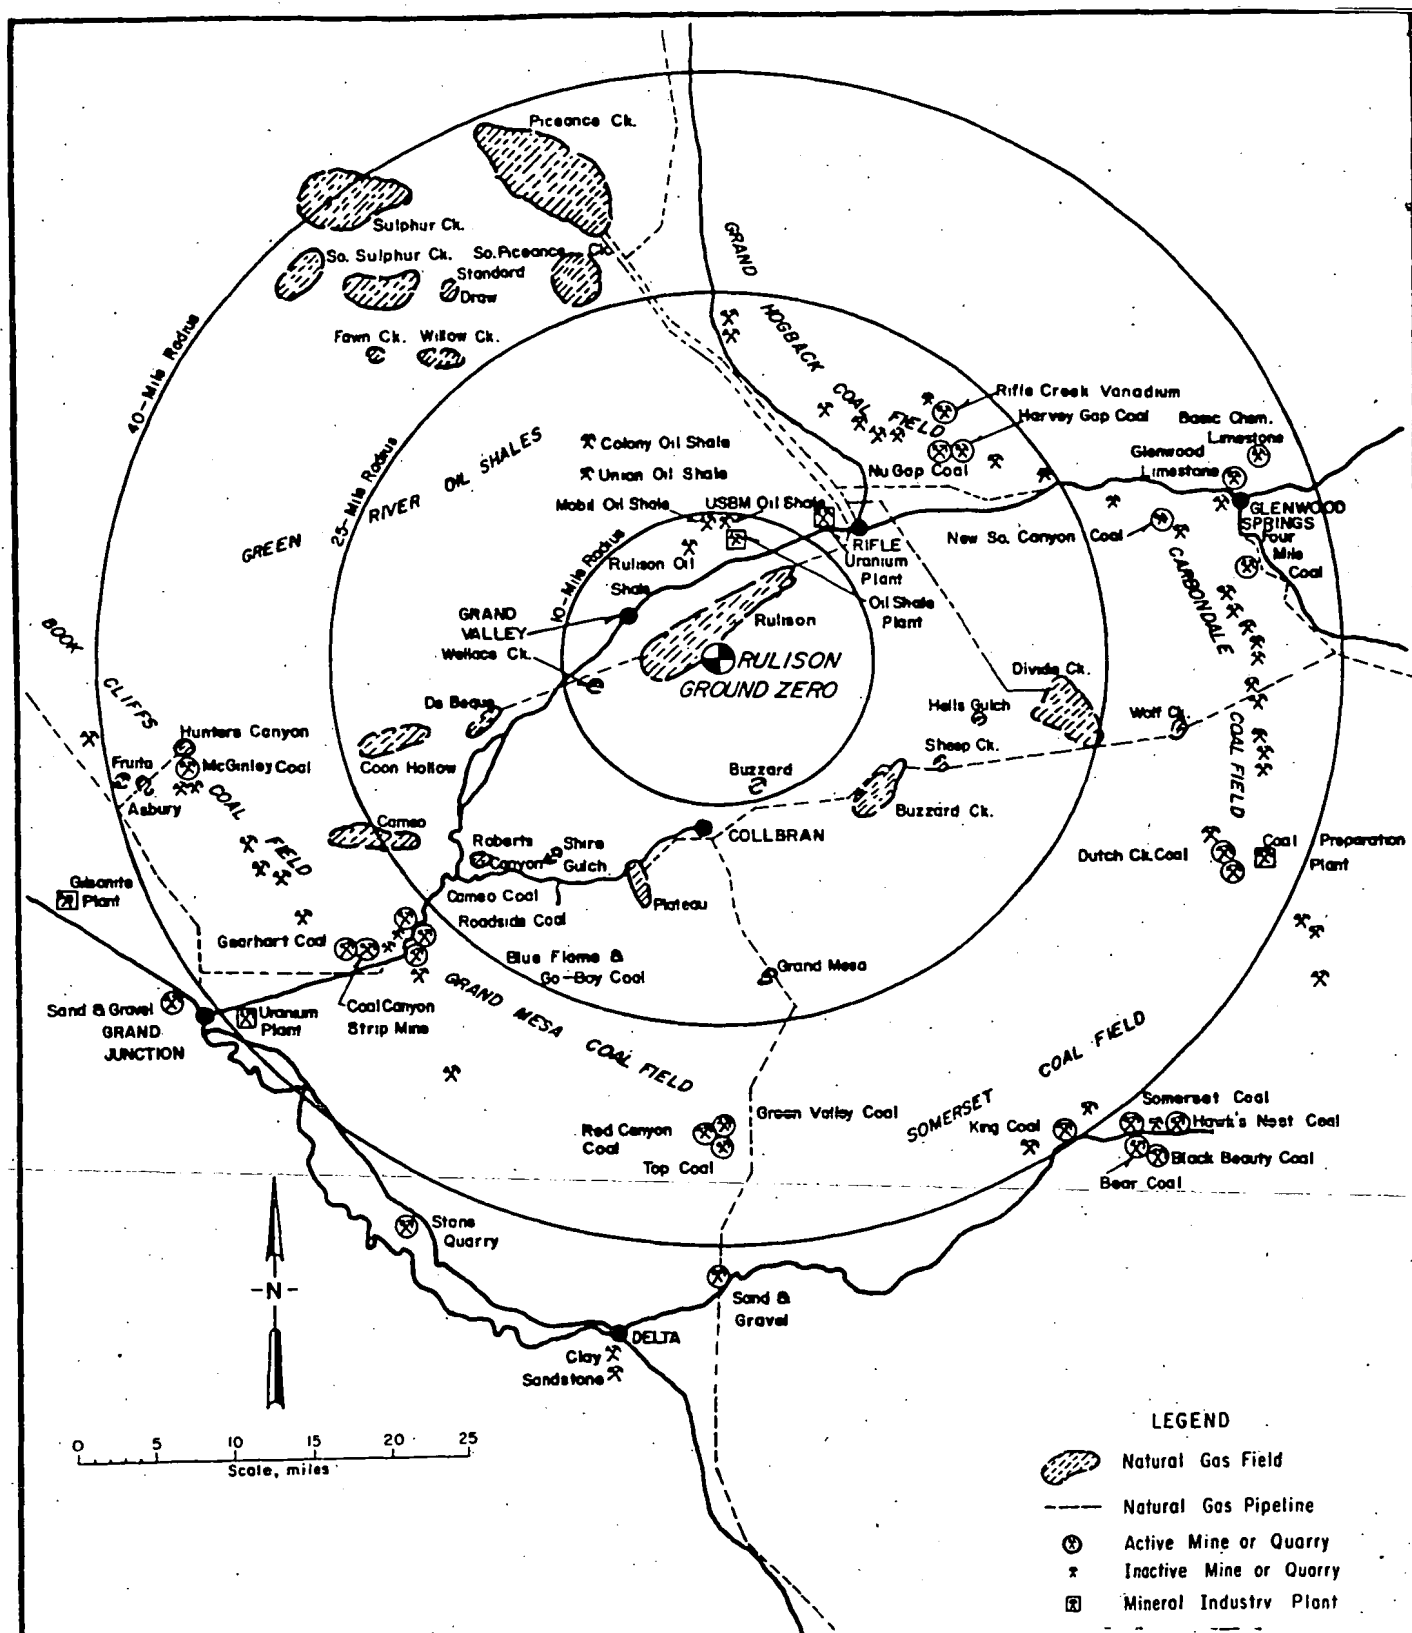 Piceance Ck.
Sulphur Ck.
So. Sulphur Ck.
So. Piceance Ck.
Standard
Draw
Fawn Ck.
Willow Ck.
40-Mile Radius
25-Mile Radius
10-Mile Radius
GRAND HOGBACK COAL FIELD
GREEN RIVER OIL SHALES
Colony Oil Shale
Union Oil Shale
Mobil Oil Shale
USBM Oil Shale
Rifle Creek Vanadium
Harvey Gap Coal
Nu Gap Coal
Basic Chem.
Limestone
Glenwood
Limestone
GLENWOOD
SPRINGS
New So. Canyon Coal
Four
Mile
Coal
RIFLE
Uranium
Plant
Rulison Oil
Shale
Oil Shale
Plant
GRAND
VALLEY
Rulison
Wallace Ck.
RULISON
GROUND ZERO
CARBONDALE COAL FIELD
BOOK CLIFFS COAL FIELD
De Beque
Divide Ck.
Hells Gulch
Wolf Ck.
Sheep Ck.
Hunters Canyon
McGinley Coal
Fruita
Asbury
Coon Hollow
Buzzard
Buzzard Ck.
Cameo
Roberts
Canyon
Shire
Gulch
COLLBRAN
Dutch Ck. Coal
Coal Preparation
Plant
Gilsonite
Plant
Cameo Coal
Plateau
Roadside Coal
Gearhart Coal
Blue Flame &
Go-Boy Coal
Grand Mesa
Sand & Gravel
GRAND
JUNCTION
Uranium
Plant
Coal Canyon
Strip Mine
GRAND MESA COAL FIELD
SOMERSET COAL FIELD
Green Valley Coal
Red Canyon
Coal
Top Coal
King Coal
Somerset Coal
Hawk's Nest Coal
Black Beauty Coal
Bear Coal
Stone
Quarry
-N-
Sand &
Gravel
DELTA
Clay
Sandstone
0 5 10 15 20 25
Scale, miles
LEGEND
Natural Gas Field
Natural Gas Pipeline
Active Mine or Quarry
Inactive Mine or Quarry
Mineral Industry Plant